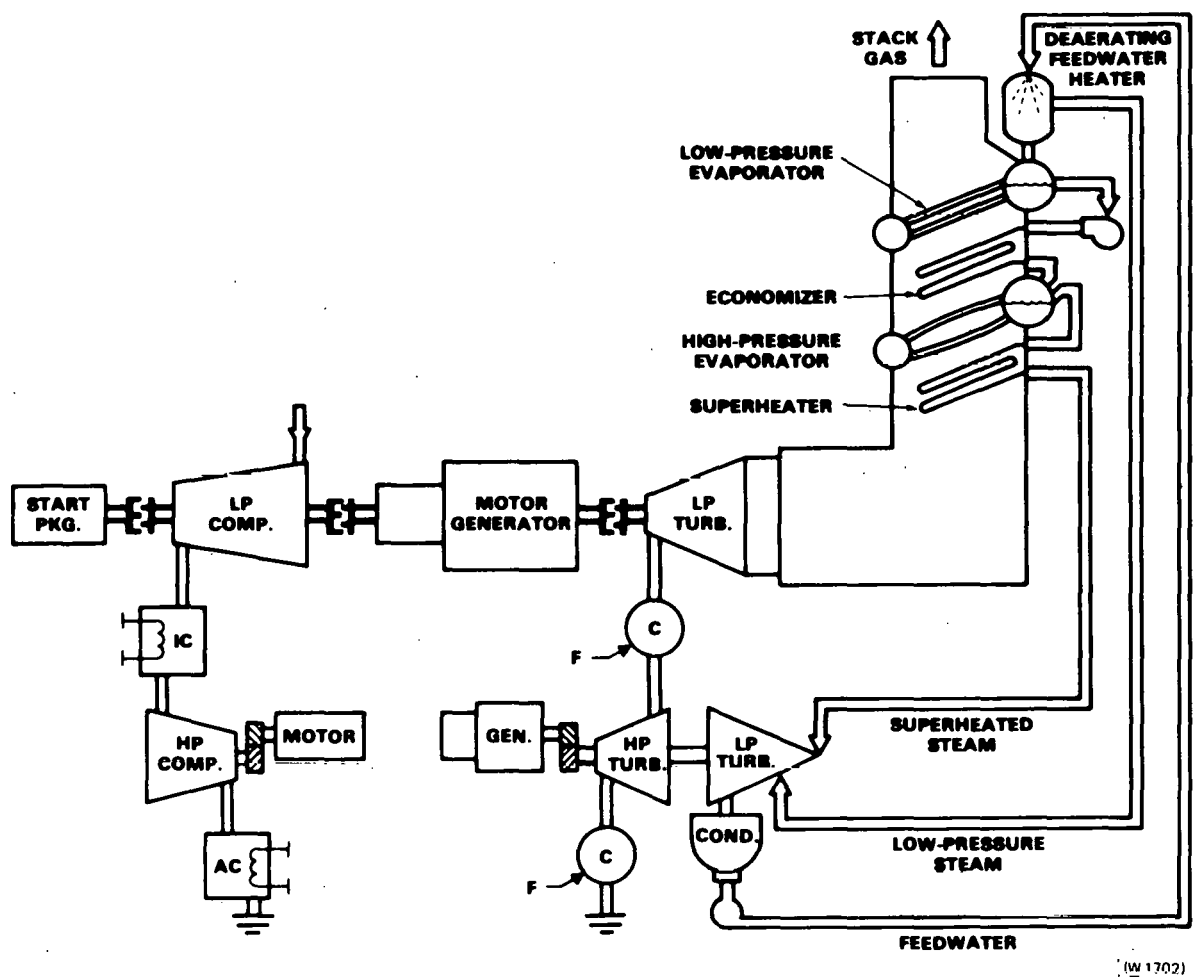 STACK
GAS
DEAERATING
FEEDWATER
HEATER
LOW-PRESSURE
EVAPORATOR
ECONOMIZER
HIGH-PRESSURE
EVAPORATOR
SUPERHEATER
START
PKG.
LP
COMP.
MOTOR
GENERATOR
LP
TURB.
IC
C
F
HP
COMP.
MOTOR
GEN.
HP
TURB.
LP
TURB.
SUPERHEATED
STEAM
AC
C
F
COND.
LOW-PRESSURE
STEAM
FEEDWATER
(W 1702)